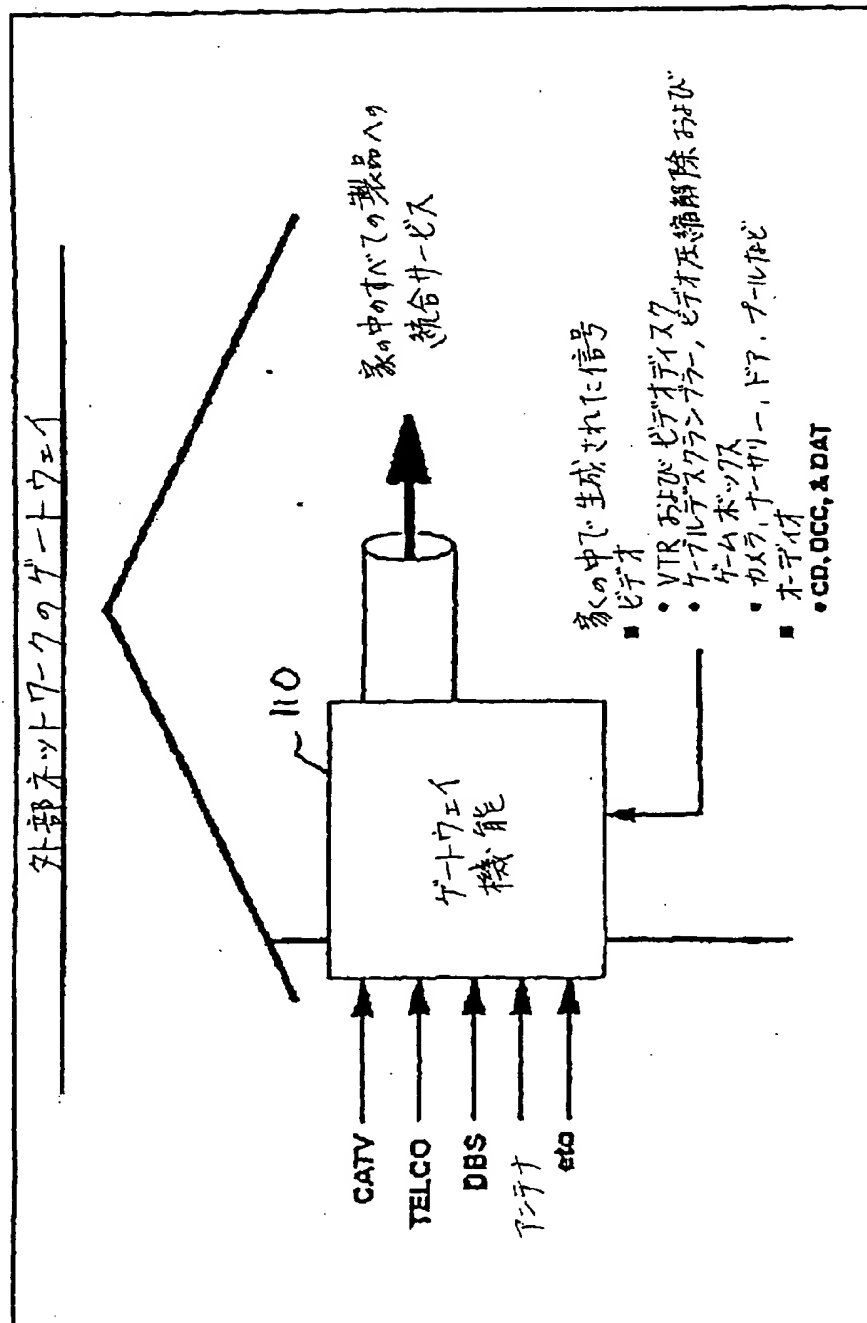 外部ネットワークのゲートウェイ
110
家の中のすべての製品への
統合サービス
CATV
TELCO
DBS
アンテナ
etc
ゲートウェイ
機能
家の中で生成された信号
■ ビデオ
• VTR および ビデオディスク
• ケーブルデスクランブラー, ビデオ圧縮解除および
ゲームボックス
• カメラ, ナーサリー, ドア, プールなど
■ オーディオ
• CD, DCC, & DAT